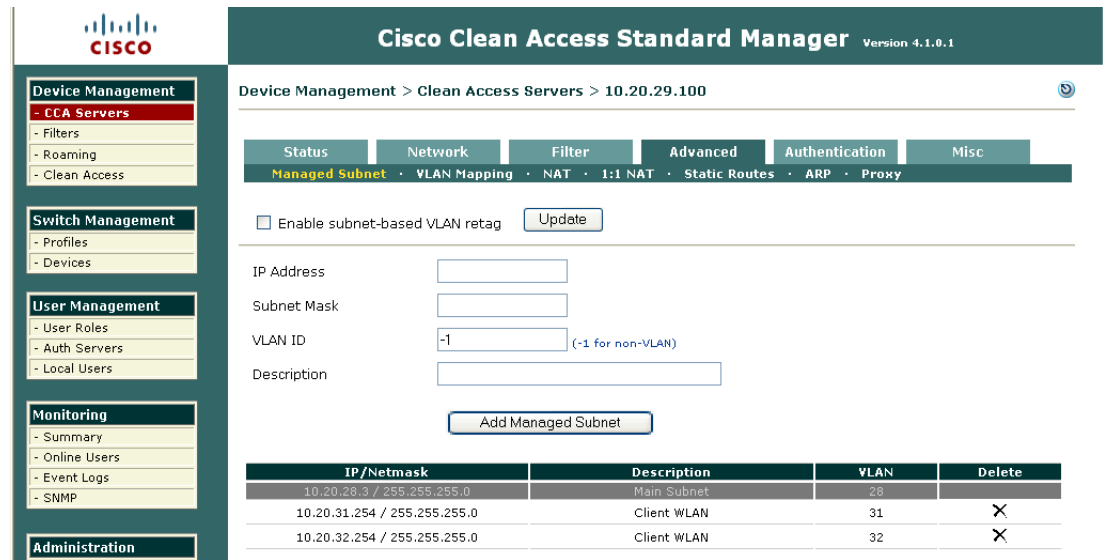 CISCO
Cisco Clean Access Standard Manager Version 4.1.0.1
Device Management
- CCA Servers
- Filters
- Roaming
- Clean Access
Switch Management
- Profiles
- Devices
User Management
- User Roles
- Auth Servers
- Local Users
Monitoring
- Summary
- Online Users
- Event Logs
- SNMP
Administration
Device Management > Clean Access Servers > 10.20.29.100
Status Network Filter Advanced Authentication Misc
Managed Subnet · VLAN Mapping · NAT · 1:1 NAT · Static Routes · ARP · Proxy
Enable subnet-based VLAN retag Update
IP Address
Subnet Mask
VLAN ID -1 (-1 for non-VLAN)
Description
Add Managed Subnet
IP/Netmask Description VLAN Delete
10.20.28.3 / 255.255.255.0 Main Subnet 28
10.20.31.254 / 255.255.255.0 Client WLAN 31 X
10.20.32.254 / 255.255.255.0 Client WLAN 32 X